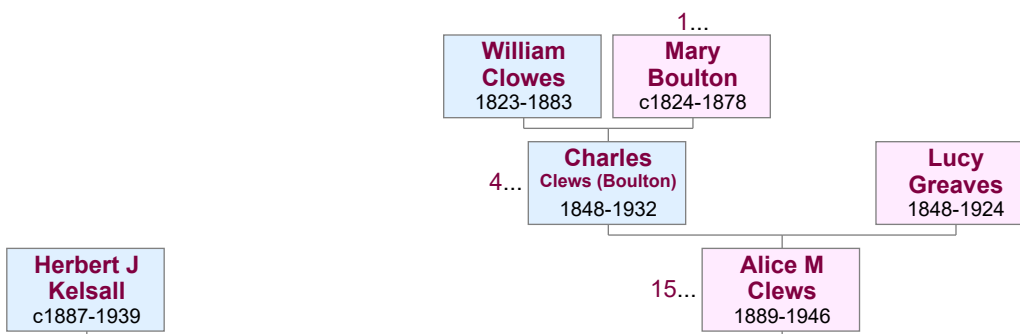 1...
William
Clowes
1823-1883
Mary
Boulton
c1824-1878
4...
Charles
Clews (Boulton)
1848-1932
Lucy
Greaves
1848-1924
Herbert J
Kelsall
c1887-1939
15...
Alice M
Clews
1889-1946